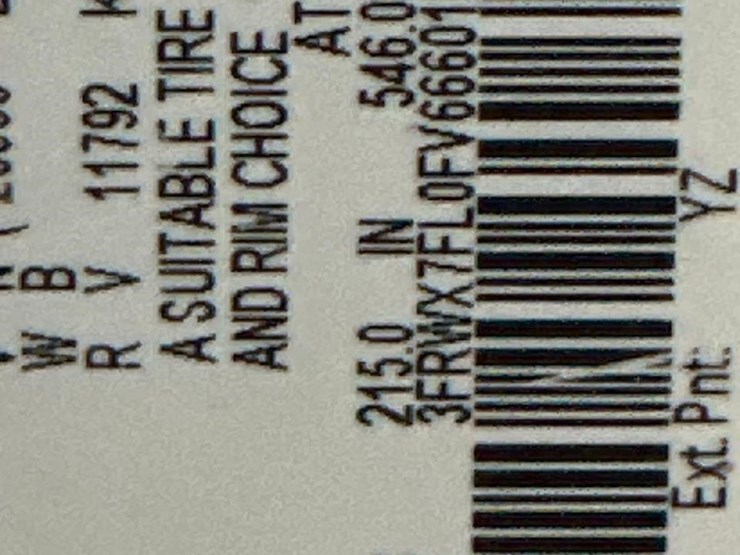 W B
R V 11792
A SUITABLE TIRE
AND RIM CHOICE
AT
215.0 IN 546.0
3FRWX7FL0FV66601
Ext. Pnt. YZ